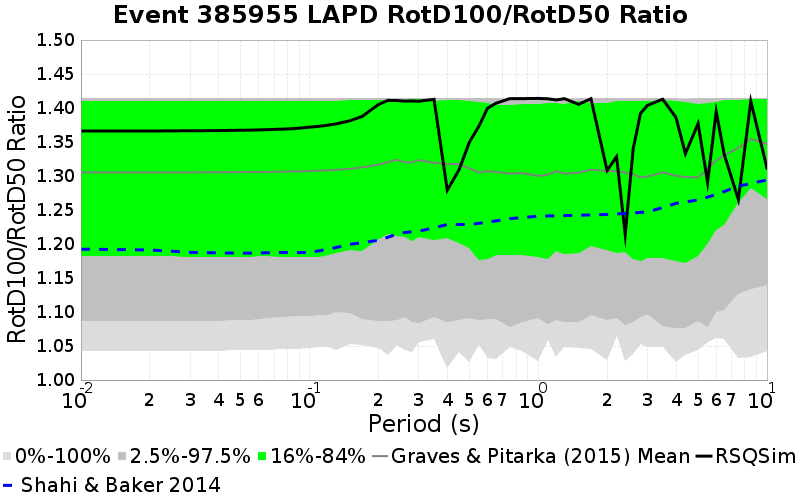 Event 385955 LAPD RotD100/RotD50 Ratio
RotD100/RotD50 Ratio
1.50
1.45
1.40
1.35
1.30
1.25
1.20
1.15
1.10
1.05
1.00
10-2 2 3 4 5 6 10-1 2 3 4 5 6 7 100 2 3 4 5 6 7 101
Period (s)
0%-100% 2.5%-97.5% 16%-84% Graves & Pitarka (2015) Mean RSQSim
Shahi & Baker 2014